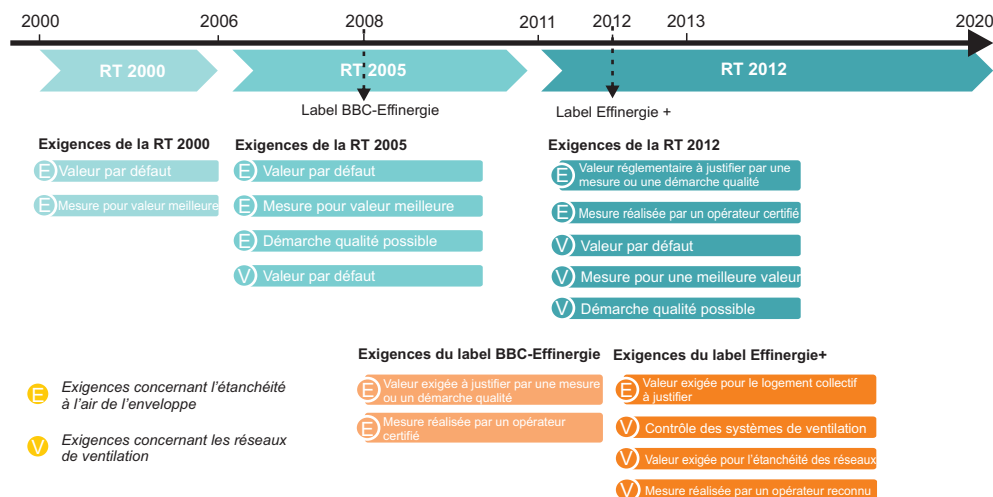 2000 2006 2008 2011 2012 2013 2020
RT 2000 RT 2005 RT 2012
Label BBC-Effinergie
Label Effinergie +
Exigences de la RT 2000
E Valeur par défaut
E Mesure pour valeur meilleure
Exigences de la RT 2005
E Valeur par défaut
E Mesure pour valeur meilleure
E Démarche qualité possible
V Valeur par défaut
Exigences de la RT 2012
E Valeur réglementaire à justifier par une
mesure ou une démarche qualité
E Mesure réalisée par un opérateur certifié
V Valeur par défaut
V Mesure pour une meilleure valeur
V Démarche qualité possible
Exigences du label BBC-Effinergie
E Valeur exigée à justifier par une mesure
ou un démarche qualité
E Mesure réalisée par un opérateur
certifié
Exigences du label Effinergie+
E Valeur exigée pour le logement collectif
à justifier
V Contrôle des systèmes de ventilation
V Valeur exigée pour l'étanchéité des réseaux
V Mesure réalisée par un opérateur reconnu
E Exigences concernant l'étanchéité
à l'air de l'enveloppe
V Exigences concernant les réseaux
de ventilation